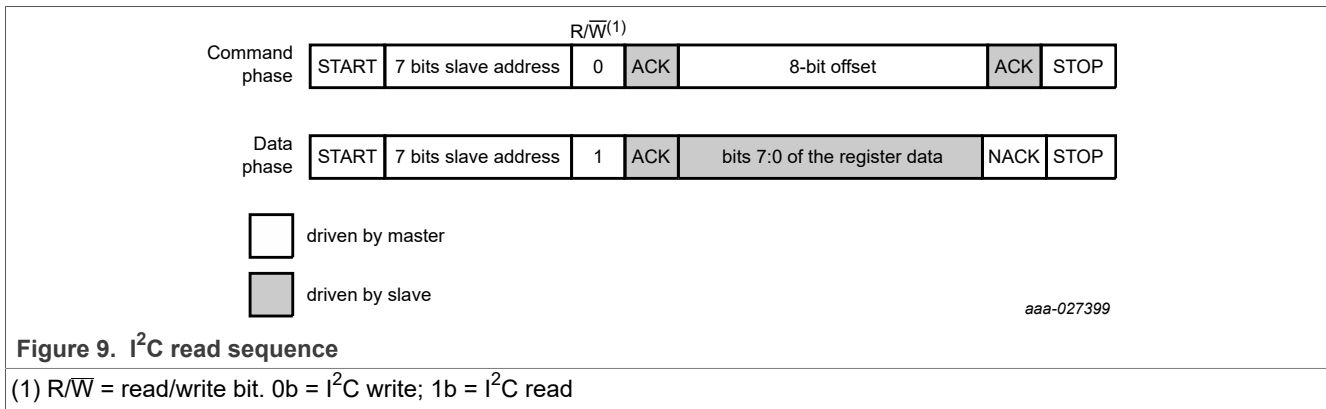 R/W̅(1)
Command
phase
START 7 bits slave address 0 ACK 8-bit offset ACK STOP
Data
phase
START 7 bits slave address 1 ACK bits 7:0 of the register data NACK STOP
driven by master
driven by slave
aaa-027399
Figure 9. I²C read sequence
(1) R/W̅ = read/write bit. 0b = I²C write; 1b = I²C read